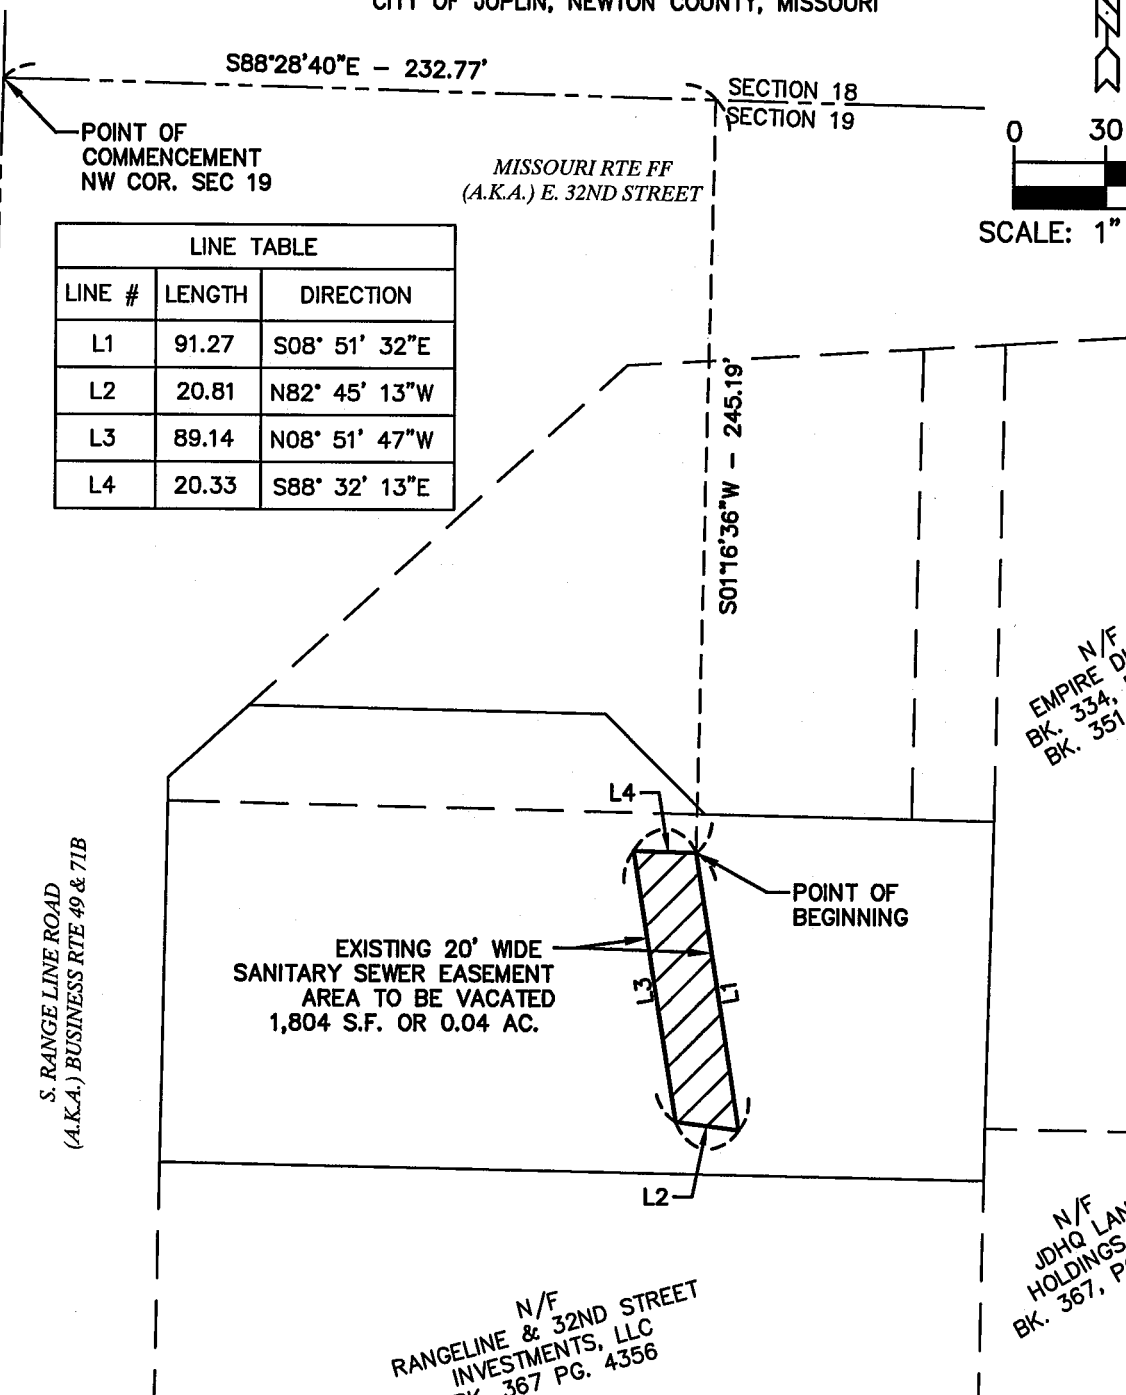 CITY OF JOPLIN, NEWTON COUNTY, MISSOURI
N
S88°28'40"E - 232.77'
SECTION 18
SECTION 19
POINT OF
COMMENCEMENT
NW COR. SEC 19
0 30
SCALE: 1"
MISSOURI RTE FF
(A.K.A.) E. 32ND STREET
LINE TABLE
LINE # LENGTH DIRECTION
L1 91.27 S08° 51' 32"E
L2 20.81 N82° 45' 13"W
L3 89.14 N08° 51' 47"W
L4 20.33 S88° 32' 13"E
S01°16'36"W - 245.19'
N/F
EMPIRE
BK. 334,
BK. 351
L4
POINT OF
BEGINNING
S. RANGE LINE ROAD
(A.K.A.) BUSINESS RTE 49 & 71B
EXISTING 20' WIDE
SANITARY SEWER EASEMENT
AREA TO BE VACATED
1,804 S.F. OR 0.04 AC.
L3
L1
L2
N/F
JDHQ
HOLDINGS
BK. 367,
N/F
RANGELINE & 32ND STREET
INVESTMENTS, LLC
367 PG. 4356